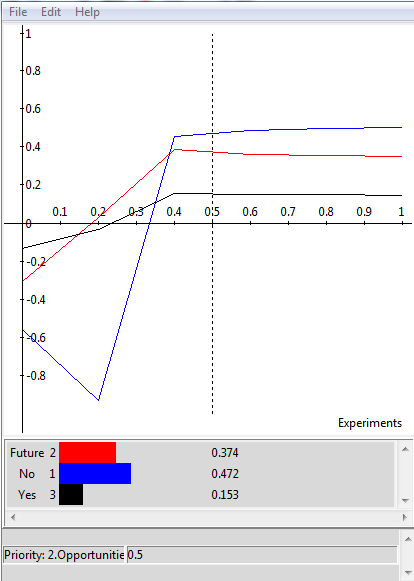 File Edit Help
1
0.8
0.6
0.4
0.2
0.1 0.2 0.3 0.4 0.5 0.6 0.7 0.8 0.9 1
0
-0.2
-0.4
-0.6
-0.8
Experiments
Future 2 0.374
No 1 0.472
Yes 3 0.153
Priority: 2.Opportunitie 0.5